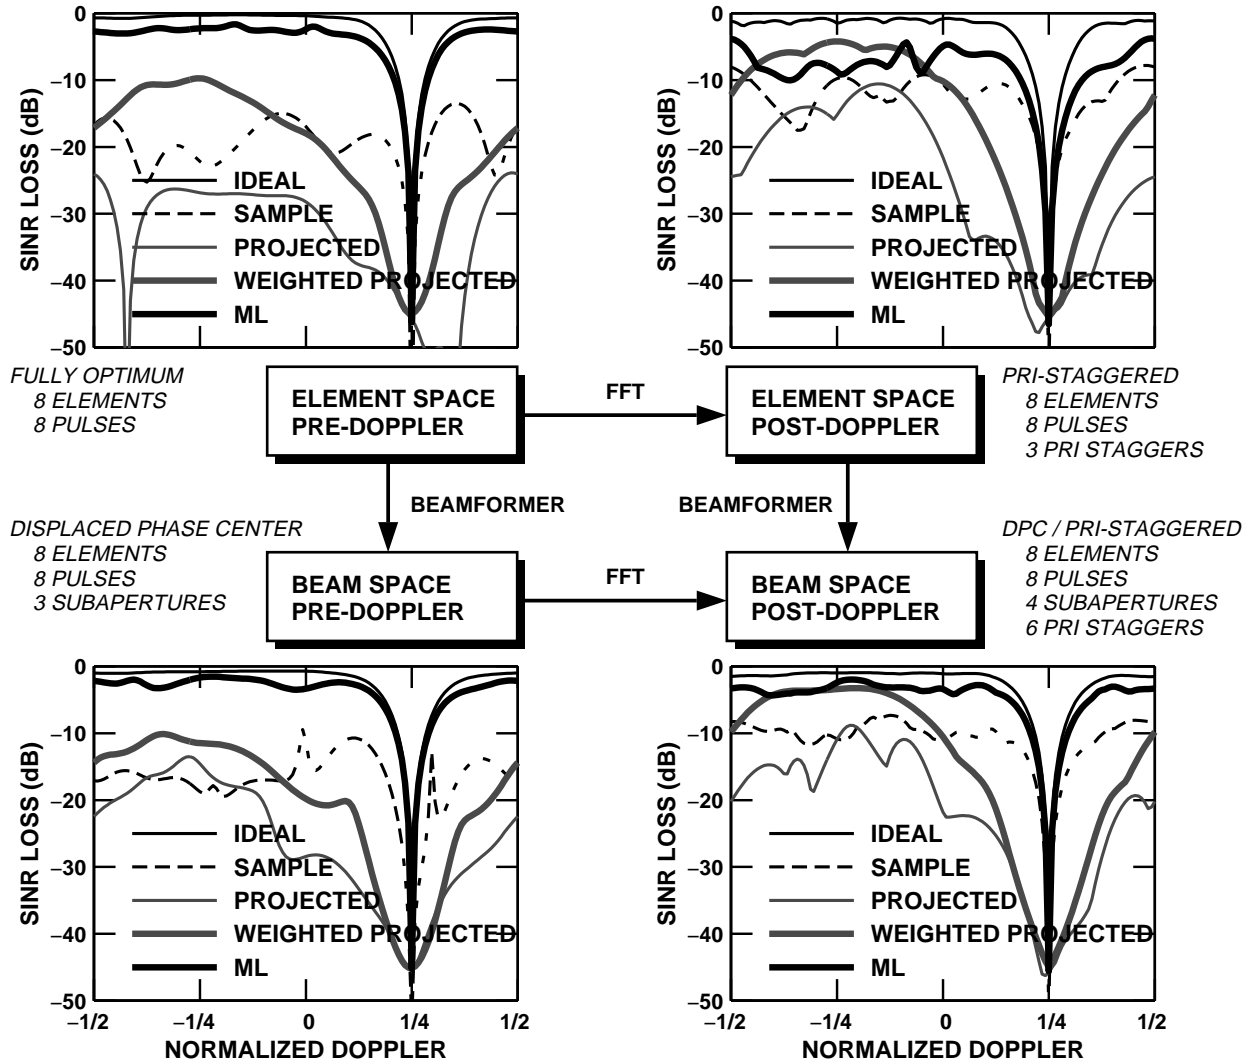 0
−10
−20
−30
−40
−50
SINR LOSS (dB)
IDEAL
SAMPLE
PROJECTED
WEIGHTED PROJECTED
ML
0
−10
−20
−30
−40
−50
SINR LOSS (dB)
IDEAL
SAMPLE
PROJECTED
WEIGHTED PROJECTED
ML
FULLY OPTIMUM
8 ELEMENTS
8 PULSES
ELEMENT SPACE
PRE-DOPPLER
FFT
ELEMENT SPACE
POST-DOPPLER
PRI-STAGGERED
8 ELEMENTS
8 PULSES
3 PRI STAGGERS
BEAMFORMER
BEAMFORMER
DISPLACED PHASE CENTER
8 ELEMENTS
8 PULSES
3 SUBAPERTURES
BEAM SPACE
PRE-DOPPLER
FFT
BEAM SPACE
POST-DOPPLER
DPC / PRI-STAGGERED
8 ELEMENTS
8 PULSES
4 SUBAPERTURES
6 PRI STAGGERS
0
−10
−20
−30
−40
−50
SINR LOSS (dB)
IDEAL
SAMPLE
PROJECTED
WEIGHTED PROJECTED
ML
−1/2 −1/4 0 1/4 1/2
NORMALIZED DOPPLER
0
−10
−20
−30
−40
−50
SINR LOSS (dB)
IDEAL
SAMPLE
PROJECTED
WEIGHTED PROJECTED
ML
−1/2 −1/4 0 1/4 1/2
NORMALIZED DOPPLER